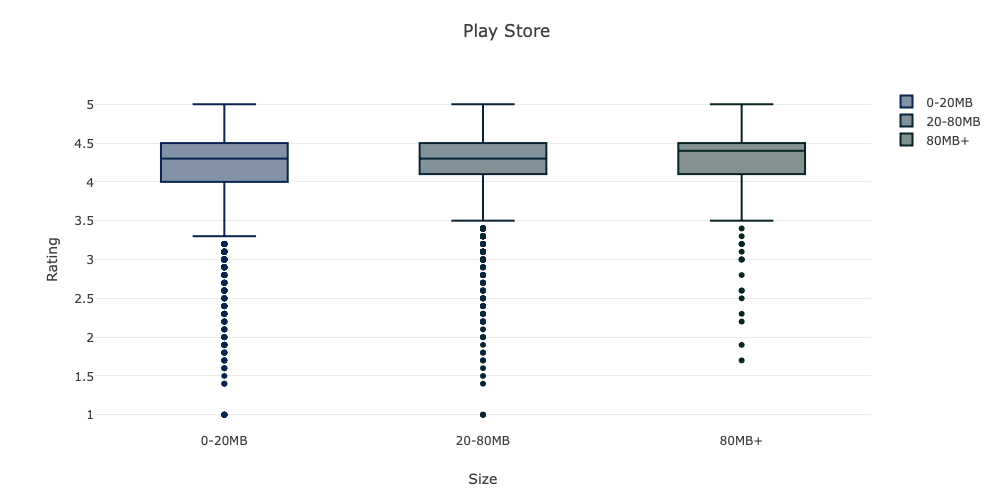 Play Store
5
4.5
4
3.5
3
2.5
2
1.5
1
Rating
0-20MB
20-80MB
80MB+
Size
0-20MB
20-80MB
80MB+